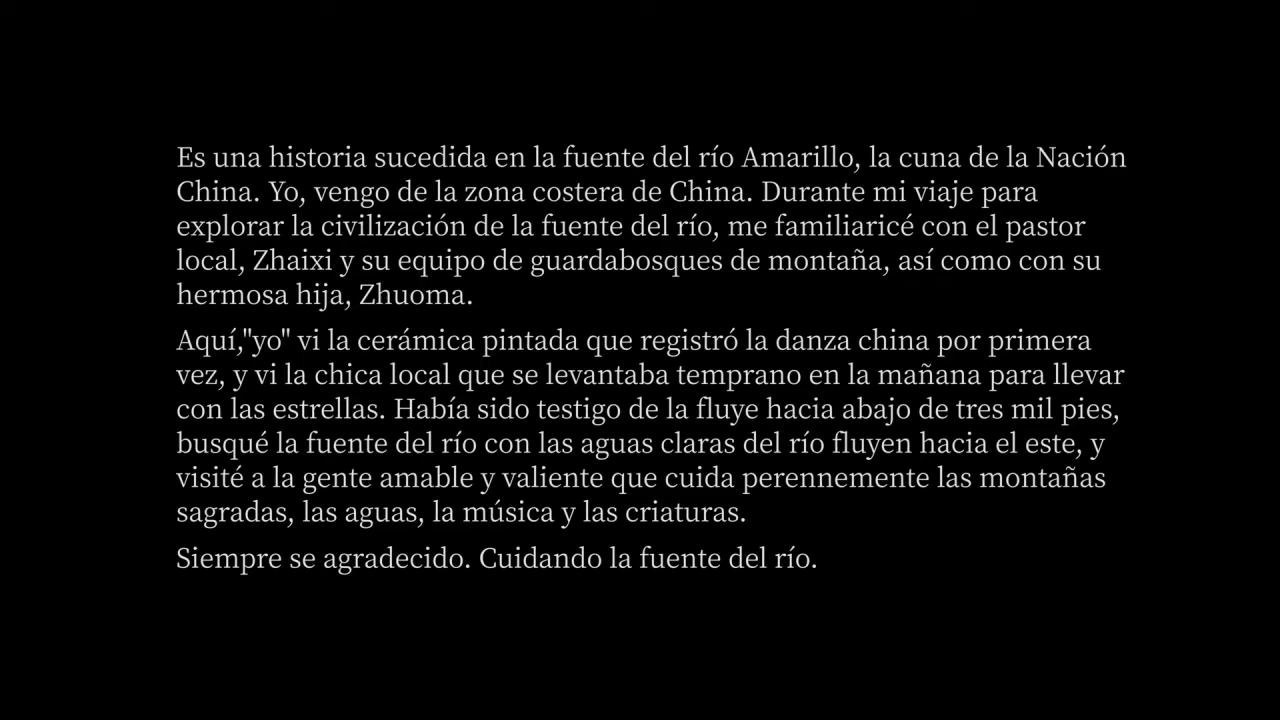 Es una historia sucedida en la fuente del río Amarillo, la cuna de la Nación
China. Yo, vengo de la zona costera de China. Durante mi viaje para
explorar la civilización de la fuente del río, me familiaricé con el pastor
local, Zhaixi y su equipo de guardabosques de montaña, así como con su
hermosa hija, Zhuoma.
Aquí,"yo" vi la cerámica pintada que registró la danza china por primera
vez, y vi la chica local que se levantaba temprano en la mañana para llevar
con las estrellas. Había sido testigo de la fluye hacia abajo de tres mil pies,
busqué la fuente del río con las aguas claras del río fluyen hacia el este, y
visité a la gente amable y valiente que cuida perennemente las montañas
sagradas, las aguas, la música y las criaturas.
Siempre se agradecido. Cuidando la fuente del río.